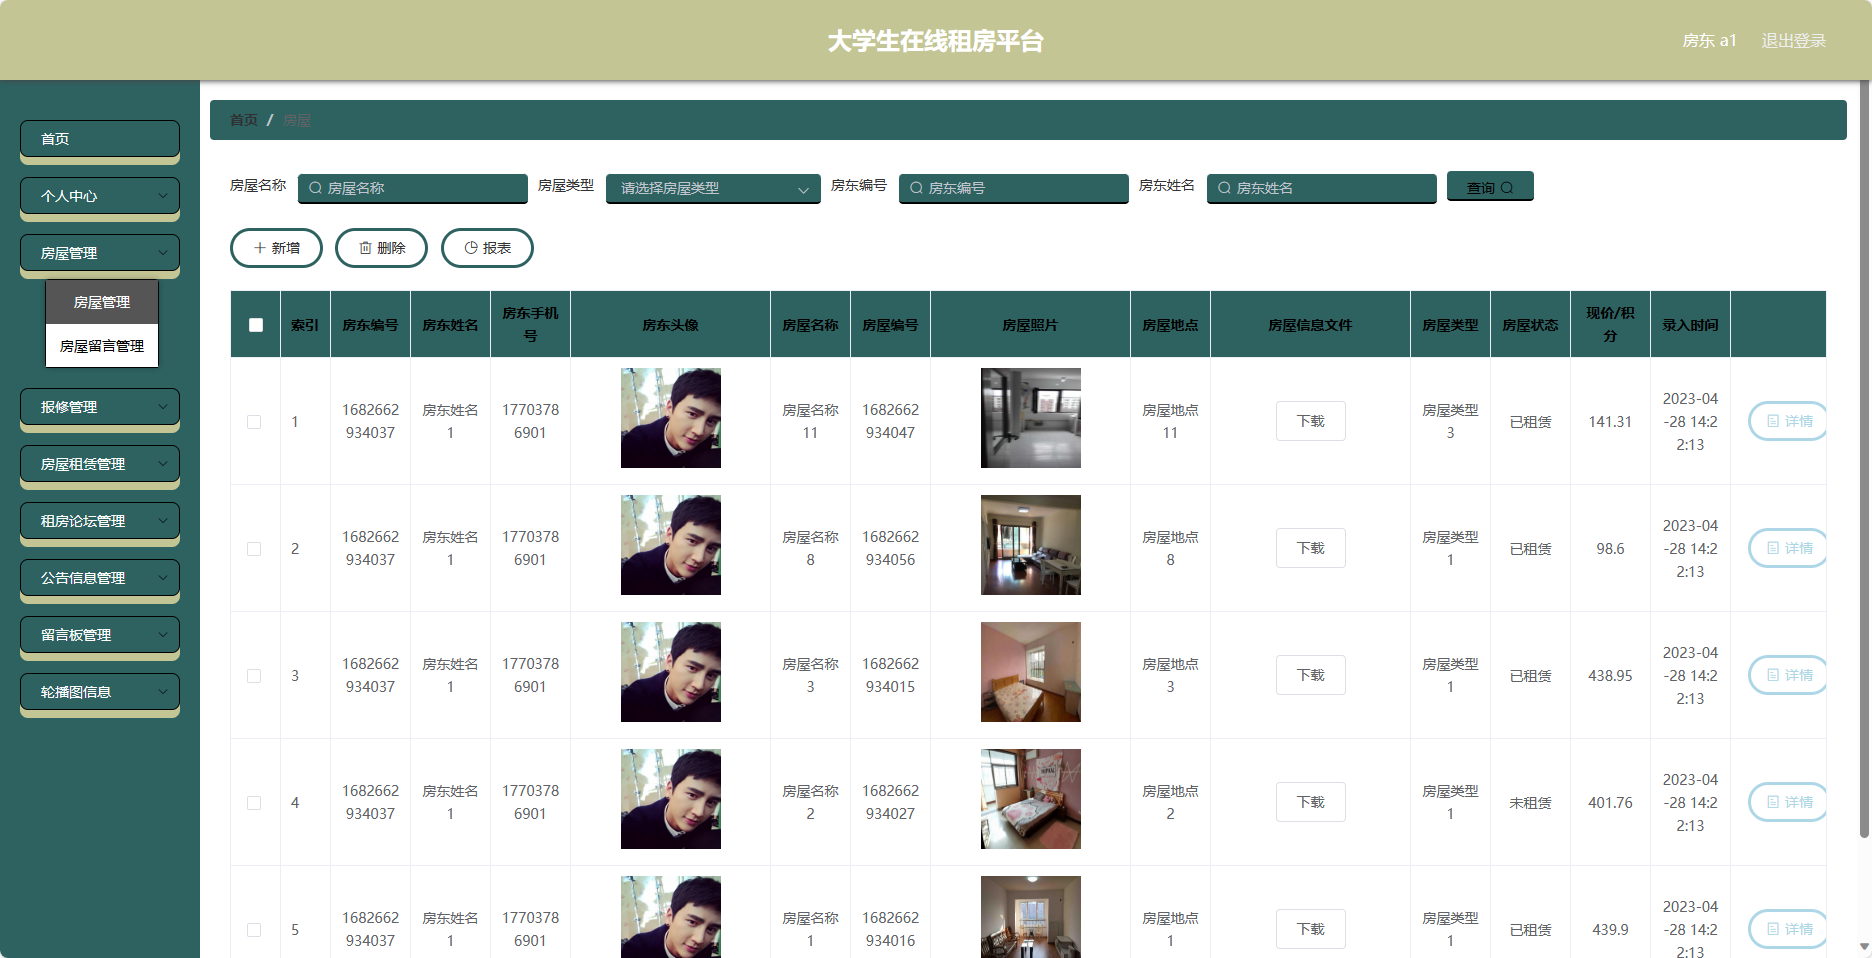 大学生在线租房平台
房东 a1
退出登录
首页
个人中心
房屋管理
房屋管理
房屋留言管理
报修管理
房屋租赁管理
租房论坛管理
公告信息管理
留言板管理
轮播图信息
首页 / 房屋
房屋名称 房屋名称 房屋类型 请选择房屋类型 房东编号 房东编号 房东姓名 房东姓名 查询
新增 删除 报表
索引 房东编号 房东姓名 房东手机号 房东头像 房屋名称 房屋编号 房屋照片 房屋地点 房屋信息文件 房屋类型 房屋状态 现价/积分 录入时间
1 1682662934037 房东姓名1 17703786901 房屋名称11 1682662934047 房屋地点11 下载 房屋类型3 已租赁 141.31 2023-04-28 14:22:13 详情
2 1682662934037 房东姓名1 17703786901 房屋名称8 1682662934056 房屋地点8 下载 房屋类型1 已租赁 98.6 2023-04-28 14:22:13 详情
3 1682662934037 房东姓名1 17703786901 房屋名称3 1682662934015 房屋地点3 下载 房屋类型1 已租赁 438.95 2023-04-28 14:22:13 详情
4 1682662934037 房东姓名1 17703786901 房屋名称2 1682662934027 房屋地点2 下载 房屋类型1 未租赁 401.76 2023-04-28 14:22:13 详情
5 1682662934037 房东姓名1 17703786901 房屋名称1 1682662934016 房屋地点1 下载 房屋类型1 已租赁 439.9 2023-04-28 14:22:13 详情